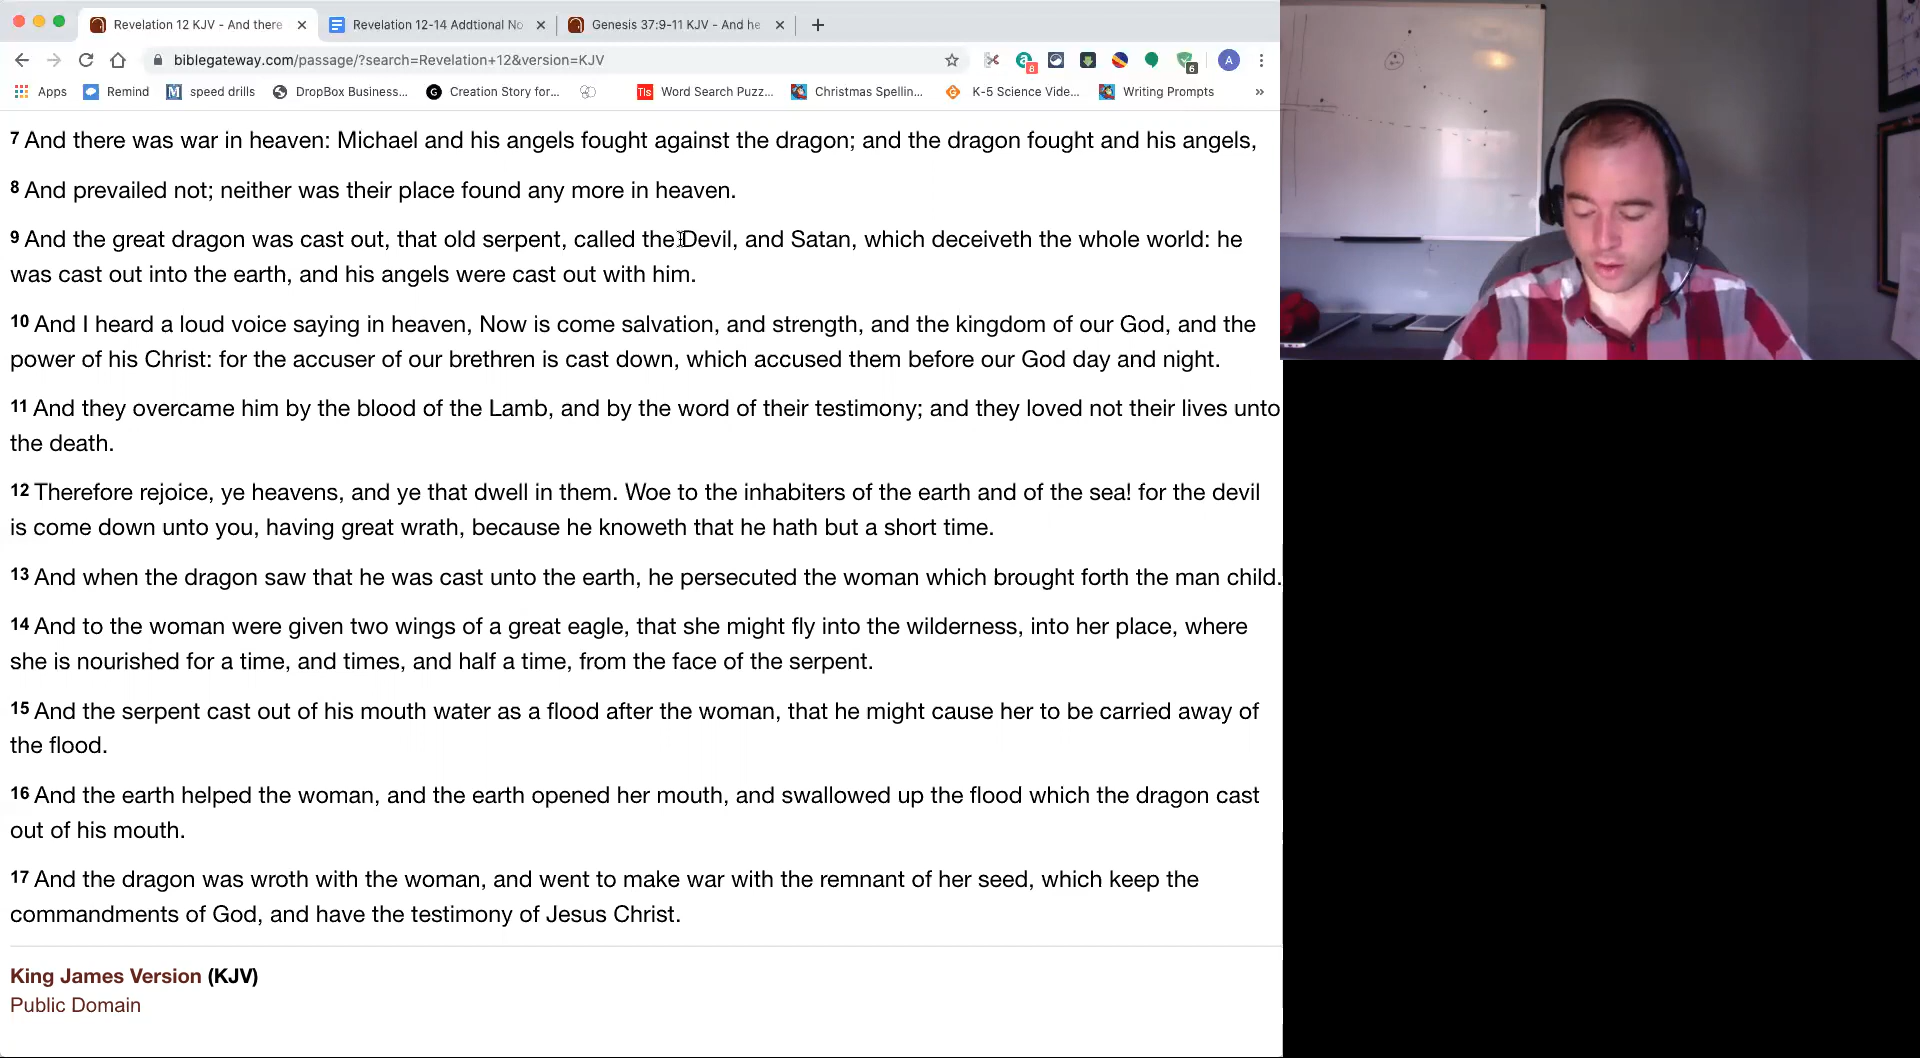 Revelation 12 KJV - And there
Revelation 12-14 Addtional No
Genesis 37:9-11 KJV - And he
biblegateway.com/passage/?search=Revelation+12&version=KJV
8
6
A
Apps
Remind
M speed drills
DropBox Business...
G Creation Story for...
TIs Word Search Puzz...
Christmas Spellin...
K-5 Science Vide...
Writing Prompts
»
7 And there was war in heaven: Michael and his angels fought against the dragon; and the dragon fought and his angels,
8 And prevailed not; neither was their place found any more in heaven.
9 And the great dragon was cast out, that old serpent, called the Devil, and Satan, which deceiveth the whole world: he
was cast out into the earth, and his angels were cast out with him.
10 And I heard a loud voice saying in heaven, Now is come salvation, and strength, and the kingdom of our God, and the
power of his Christ: for the accuser of our brethren is cast down, which accused them before our God day and night.
11 And they overcame him by the blood of the Lamb, and by the word of their testimony; and they loved not their lives unto
the death.
12 Therefore rejoice, ye heavens, and ye that dwell in them. Woe to the inhabiters of the earth and of the sea! for the devil
is come down unto you, having great wrath, because he knoweth that he hath but a short time.
13 And when the dragon saw that he was cast unto the earth, he persecuted the woman which brought forth the man child.
14 And to the woman were given two wings of a great eagle, that she might fly into the wilderness, into her place, where
she is nourished for a time, and times, and half a time, from the face of the serpent.
15 And the serpent cast out of his mouth water as a flood after the woman, that he might cause her to be carried away of
the flood.
16 And the earth helped the woman, and the earth opened her mouth, and swallowed up the flood which the dragon cast
out of his mouth.
17 And the dragon was wroth with the woman, and went to make war with the remnant of her seed, which keep the
commandments of God, and have the testimony of Jesus Christ.
King James Version (KJV)
Public Domain